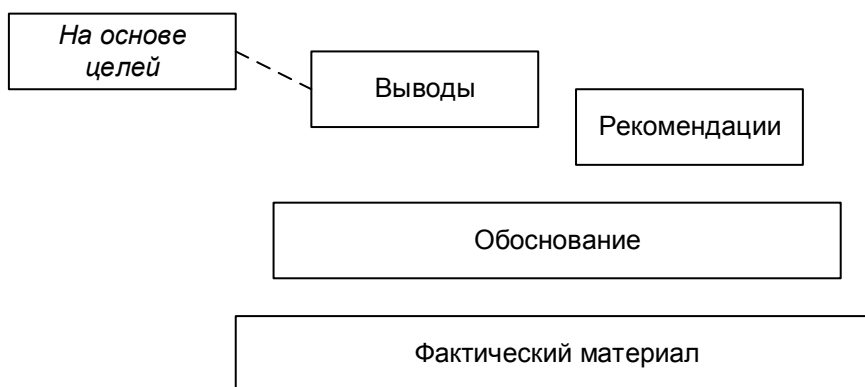 На основе
целей
Выводы
Рекомендации
Обоснование
Фактический материал